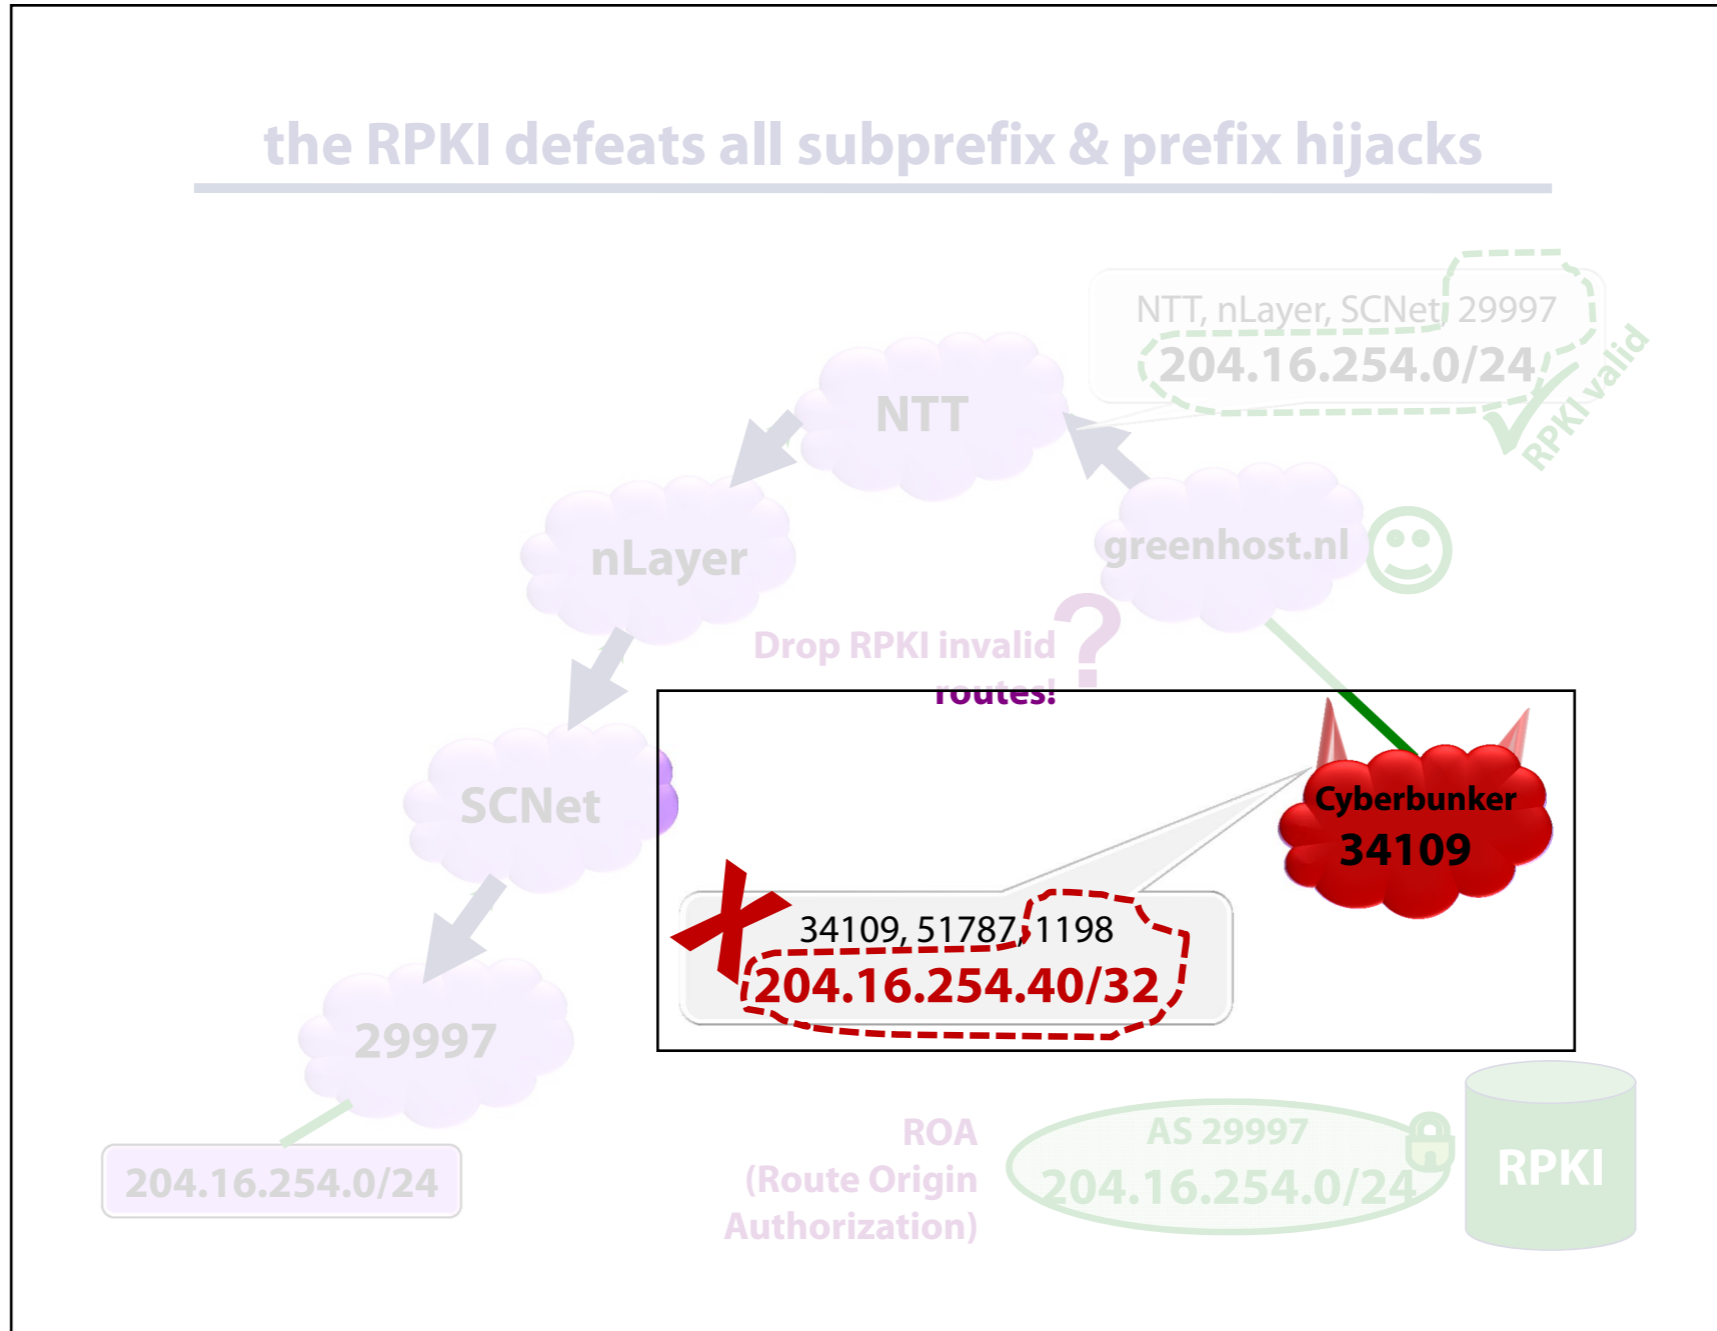 the RPKI defeats all subprefix & prefix hijacks
NTT, nLayer, SCNet, 29997
204.16.254.0/24
RPKI valid
NTT
nLayer
greenhost.nl
Drop RPKI invalid
routes!
?
SCNet
Cyberbunker
34109
34109, 51787, 1198
204.16.254.40/32
29997
204.16.254.0/24
ROA
(Route Origin
Authorization)
AS 29997
204.16.254.0/24
RPKI